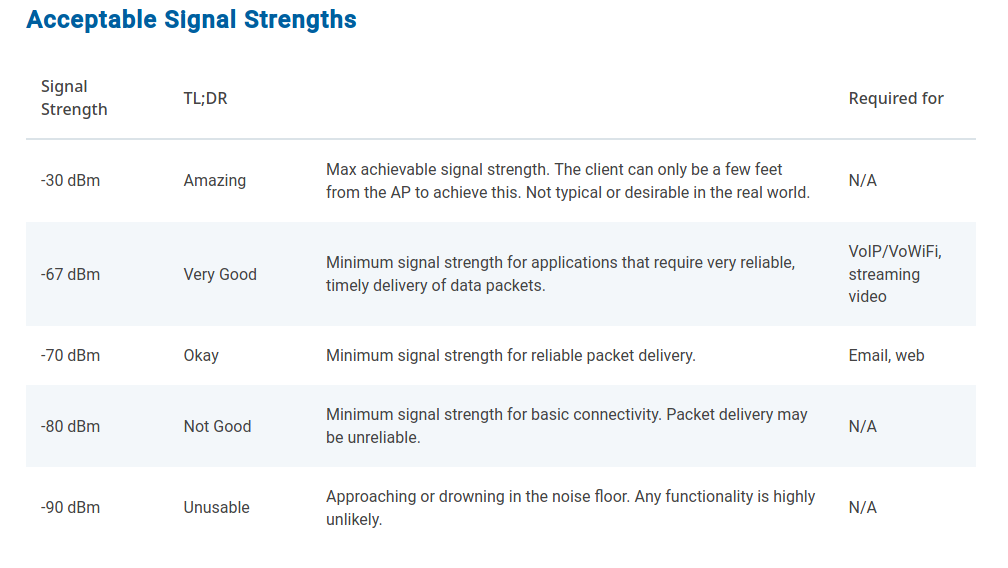 Acceptable Signal Strengths
Signal
Strength
TL;DR
Required for
-30 dBm
Amazing
Max achievable signal strength. The client can only be a few feet
from the AP to achieve this. Not typical or desirable in the real world.
N/A
-67 dBm
Very Good
Minimum signal strength for applications that require very reliable,
timely delivery of data packets.
VoIP/VoWiFi,
streaming
video
-70 dBm
Okay
Minimum signal strength for reliable packet delivery.
Email, web
-80 dBm
Not Good
Minimum signal strength for basic connectivity. Packet delivery may
be unreliable.
N/A
-90 dBm
Unusable
Approaching or drowning in the noise floor. Any functionality is highly
unlikely.
N/A